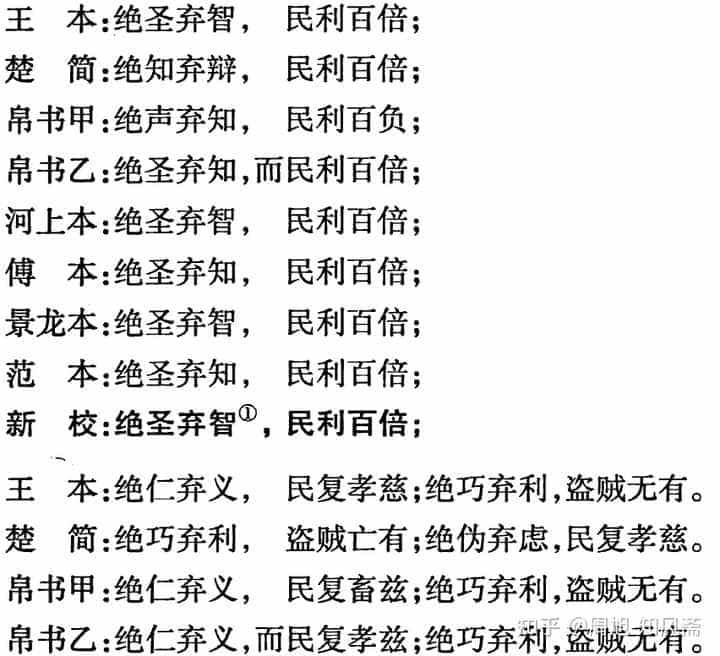 王　本:绝圣弃智,　民利百倍;
楚　简:绝知弃辩,　民利百倍;
帛书甲:绝声弃知,　民利百负;
帛书乙:绝圣弃知,而民利百倍;
河上本:绝圣弃智,　民利百倍;
傅　本:绝圣弃知,　民利百倍;
景龙本:绝圣弃智,　民利百倍;
范　本:绝圣弃知,　民利百倍;
新　校:绝圣弃智①,民利百倍;
王　本:绝仁弃义,　民复孝慈;绝巧弃利,盗贼无有。
楚　简:绝巧弃利,　盗贼亡有;绝伪弃虑,民复孝慈。
帛书甲:绝仁弃义,　民复畜兹;绝巧弃利,盗贼无有。
帛书乙:绝仁弃义,而民复孝兹;绝巧弃利,盗贼无有。
知乎 @周旭 知风斋